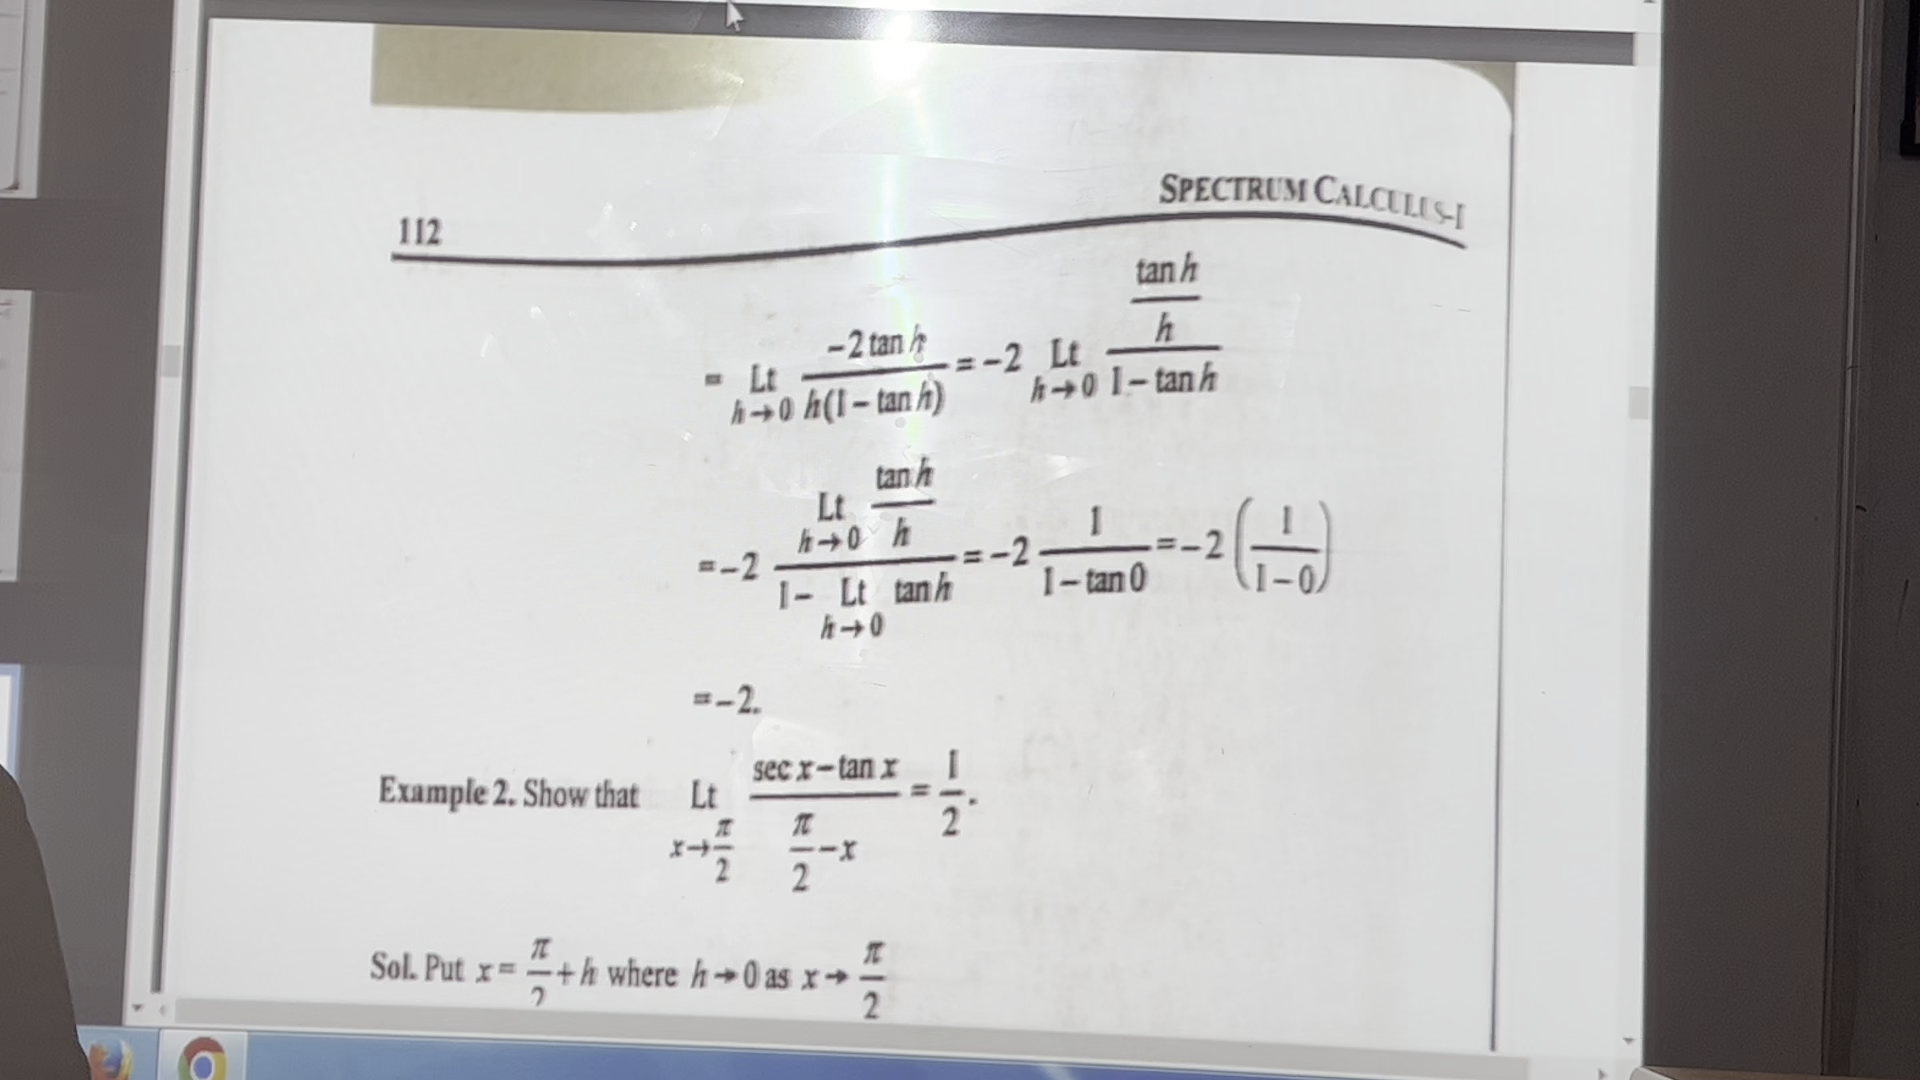 SPECTRUM CALCULUS-I
112
= Lt h→0 -2 tan h / h(1 - tan h) = -2 Lt h→0 (tan h / h) / (1 - tan h)
= -2 (Lt h→0 tan h / h) / (1 - Lt h→0 tan h) = -2 1 / (1 - tan 0) = -2 (1 / (1 - 0))
= -2.
Example 2. Show that Lt x→π/2 (sec x - tan x) / (π/2 - x) = 1/2.
Sol. Put x = π/2 + h where h→0 as x→ π/2